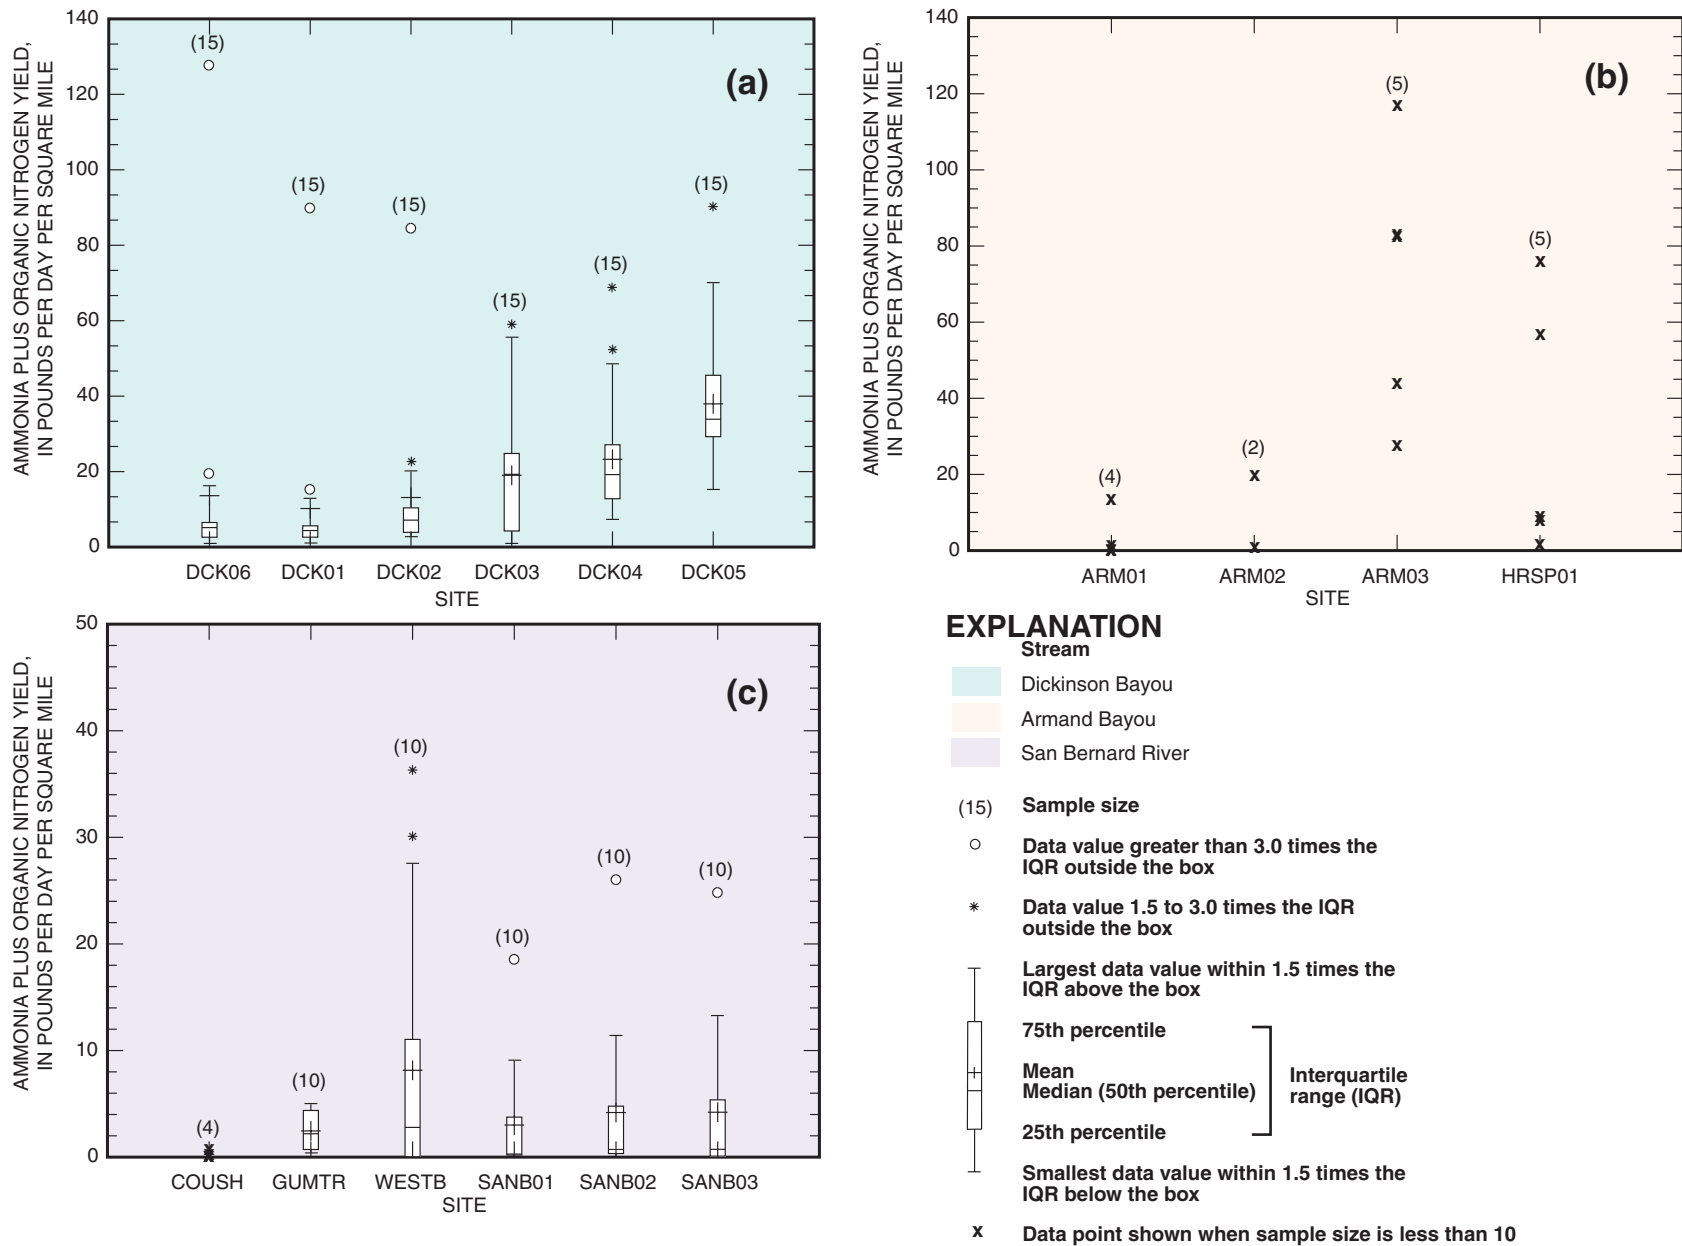 AMMONIA PLUS ORGANIC NITROGEN YIELD,
IN POUNDS PER DAY PER SQUARE MILE
140
120
100
80
60
40
20
0
(a)
(15)
(15)
(15)
(15)
(15)
(15)
DCK06 DCK01 DCK02 DCK03 DCK04 DCK05
SITE
AMMONIA PLUS ORGANIC NITROGEN YIELD,
IN POUNDS PER DAY PER SQUARE MILE
140
120
100
80
60
40
20
0
(b)
(4)
(2)
(5)
(5)
ARM01 ARM02 ARM03 HRSP01
SITE
AMMONIA PLUS ORGANIC NITROGEN YIELD,
IN POUNDS PER DAY PER SQUARE MILE
50
40
30
20
10
0
(c)
(4)
(10)
(10)
(10)
(10)
(10)
COUSH GUMTR WESTB SANB01 SANB02 SANB03
SITE
EXPLANATION
Stream
Dickinson Bayou
Armand Bayou
San Bernard River
(15) Sample size
Data value greater than 3.0 times the
IQR outside the box
Data value 1.5 to 3.0 times the IQR
outside the box
Largest data value within 1.5 times the
IQR above the box
75th percentile
Mean
Median (50th percentile)
25th percentile
Interquartile
range (IQR)
Smallest data value within 1.5 times the
IQR below the box
x Data point shown when sample size is less than 10